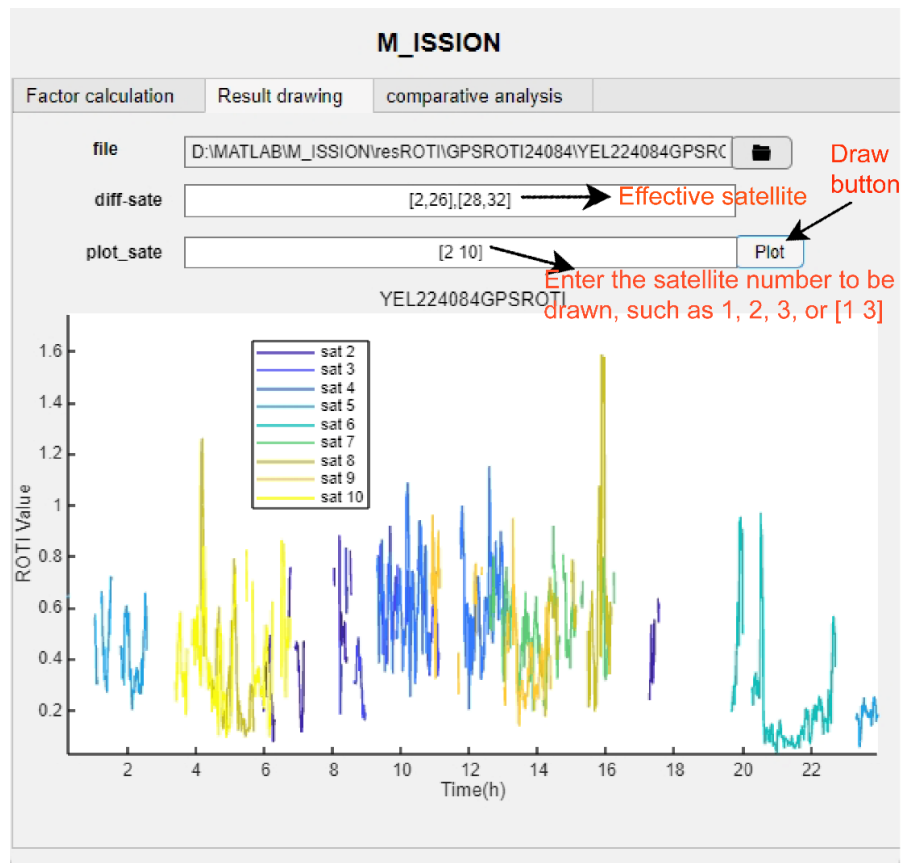 M_ISSION
Factor calculation
Result drawing
comparative analysis
file
D:\MATLAB\M_ISSION\resROTI\GPSROTI24084\YEL224084GPSRC
Draw
button
diff-sate
[2,26],[28,32]
Effective satellite
plot_sate
[2 10]
Plot
Enter the satellite number to be
drawn, such as 1, 2, 3, or [1 3]
YEL224084GPSROTI
sat 2
sat 3
sat 4
sat 5
sat 6
sat 7
sat 8
sat 9
sat 10
ROTI Value
1.6
1.4
1.2
1
0.8
0.6
0.4
0.2
2 4 6 8 10 12 14 16 18 20 22
Time(h)